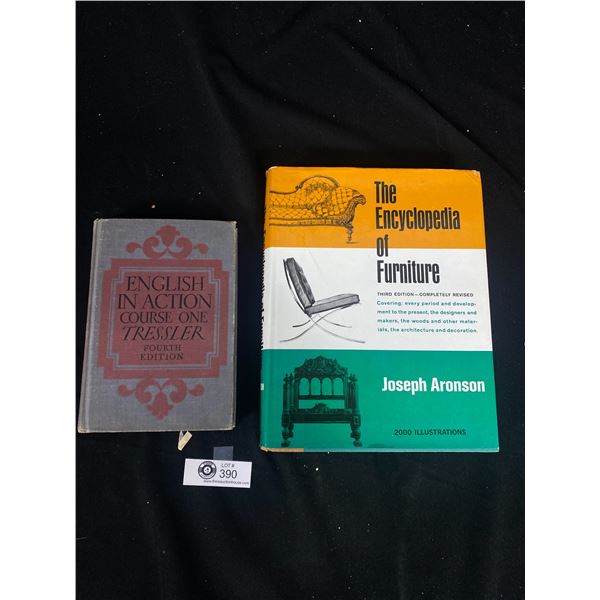 ENGLISH
IN ACTION
COURSE ONE
TRESSLER
FOURTH
EDITION
The
Encyclopedia
of
Furniture
THIRD EDITION—COMPLETELY REVISED
Covering: every period and develop-
ment to the present, the designers and
makers, the woods and other mater-
ials, the architecture and decoration.
Joseph Aronson
2000 ILLUSTRATIONS
LOT #
390